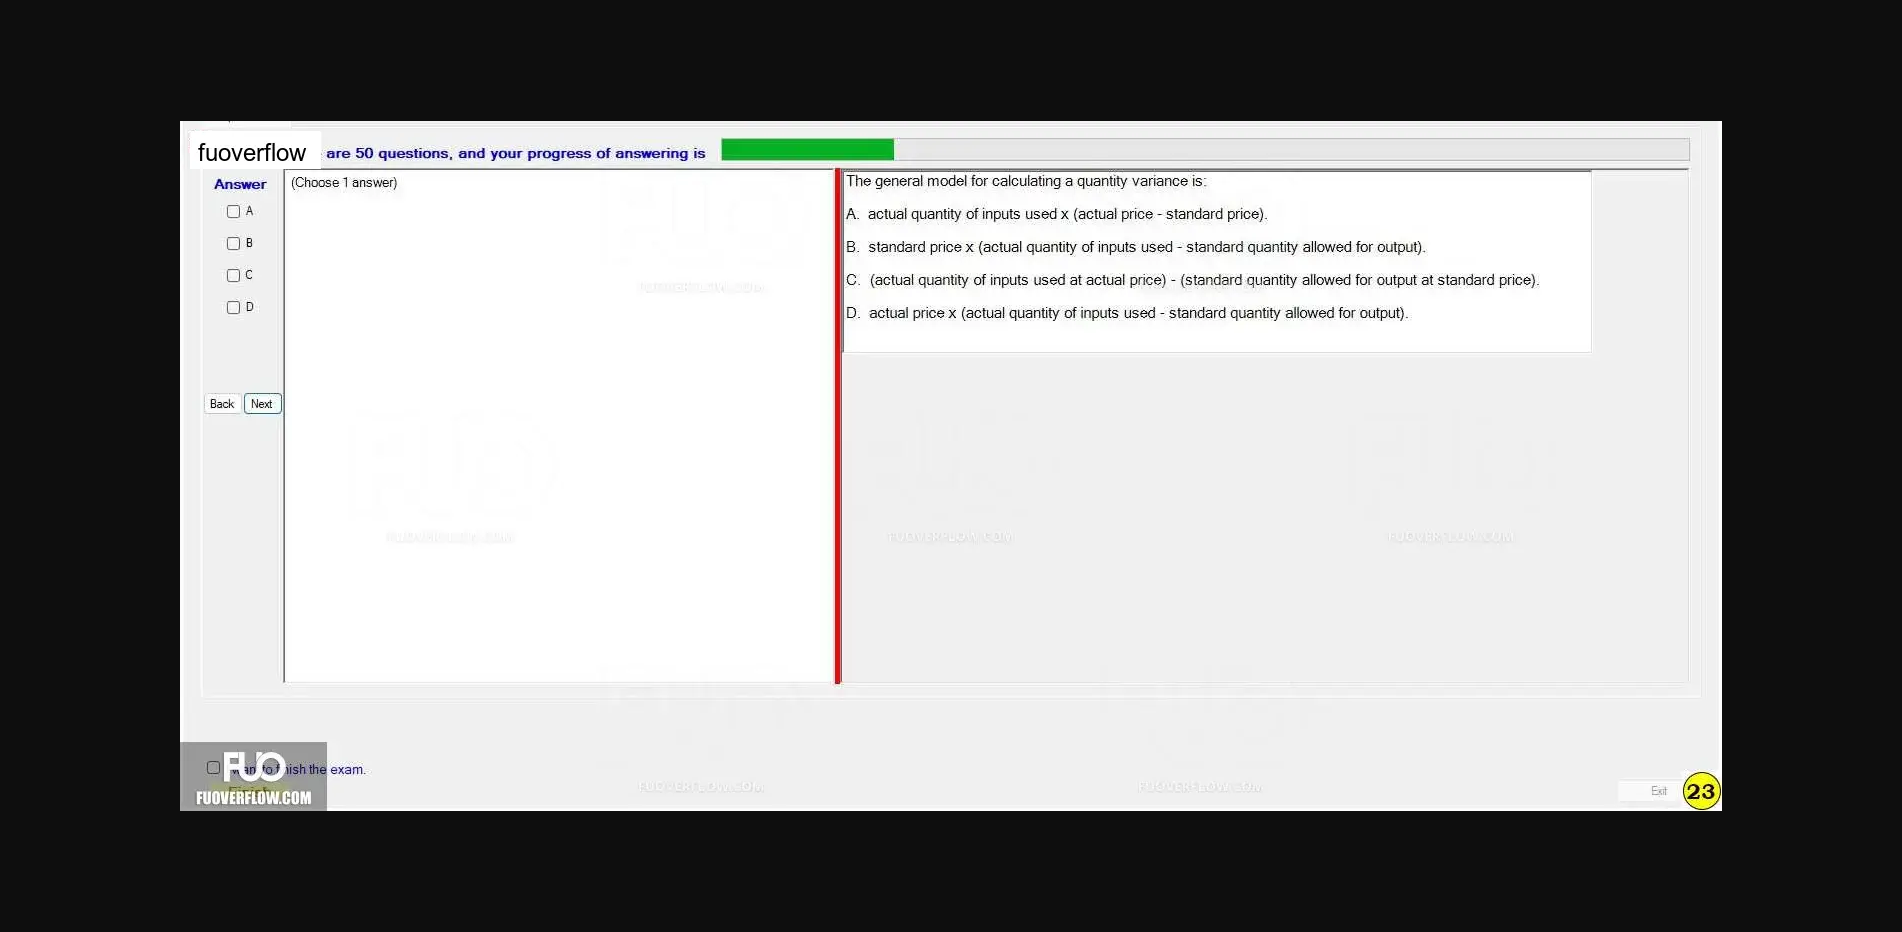 fuoverflow are 50 questions, and your progress of answering is
Answer
(Choose 1 answer)
A
B
C
D
Back Next
The general model for calculating a quantity variance is:
A. actual quantity of inputs used x (actual price - standard price).
B. standard price x (actual quantity of inputs used - standard quantity allowed for output).
C. (actual quantity of inputs used at actual price) - (standard quantity allowed for output at standard price).
D. actual price x (actual quantity of inputs used - standard quantity allowed for output).
FUOVERFLOW.COM
FUOVERFLOW.COM
FUOVERFLOW.COM
FUOVERFLOW.COM
FUOVERFLOW.COM
FUOVERFLOW.COM
FUO
the exam.
FUOVERFLOW.COM
Exit
23